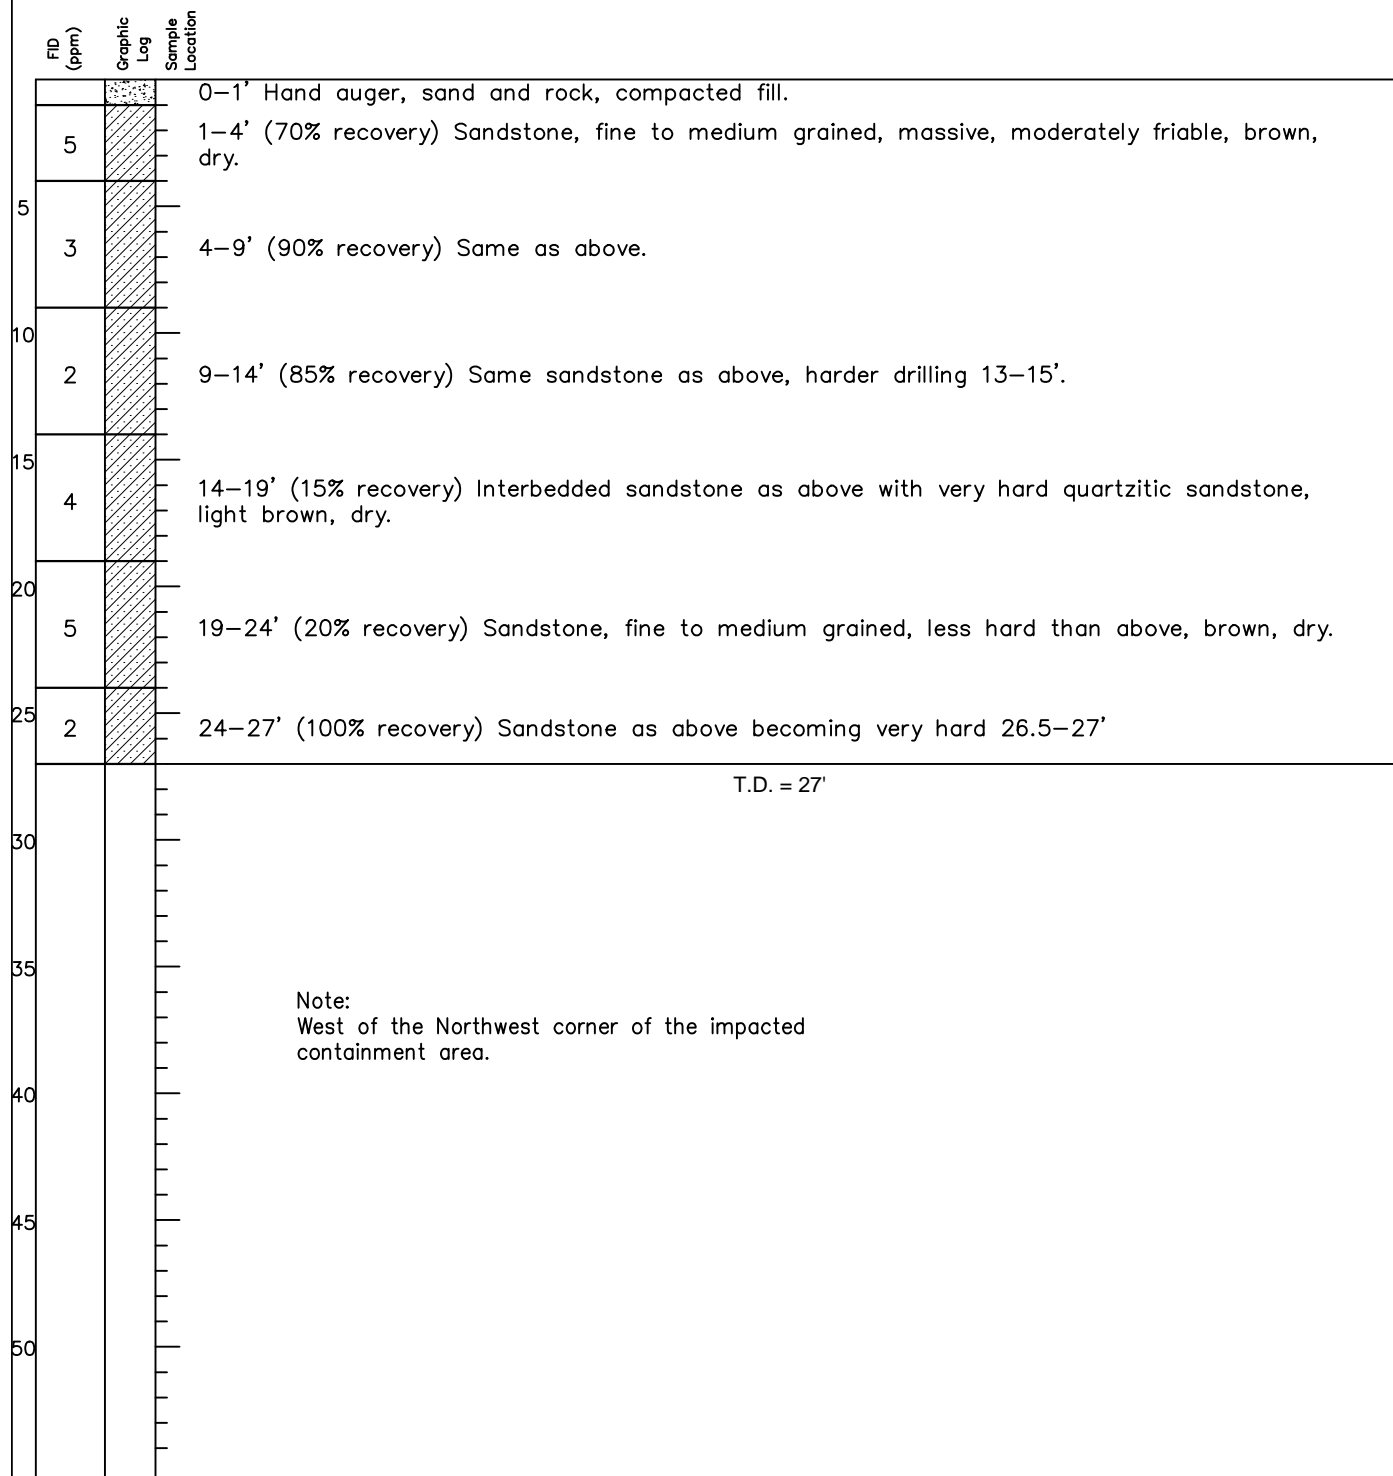 FID
(ppm)
Graphic
Log
Sample
Location
0–1’ Hand auger, sand and rock, compacted fill.
5
1–4’ (70% recovery) Sandstone, fine to medium grained, massive, moderately friable, brown,
dry.
5
3
4–9’ (90% recovery) Same as above.
10
2
9–14’ (85% recovery) Same sandstone as above, harder drilling 13–15’.
15
4
14–19’ (15% recovery) Interbedded sandstone as above with very hard quartzitic sandstone,
light brown, dry.
20
5
19–24’ (20% recovery) Sandstone, fine to medium grained, less hard than above, brown, dry.
25
2
24–27’ (100% recovery) Sandstone as above becoming very hard 26.5–27’
T.D. = 27'
30
35
Note:
West of the Northwest corner of the impacted
containment area.
40
45
50